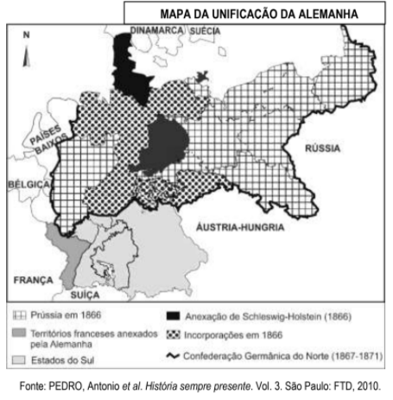 MAPA DA UNIFICAÇÃO DA ALEMANHA
DINAMARCA
SUÉCIA
N
PAÍSES
BAIXOS
RÚSSIA
BÉLGICA
ÁUSTRIA-HUNGRIA
FRANÇA
SUÍÇA
Prússia em 1866
Anexação de Schleswig-Holstein (1866)
Territórios franceses anexados
pela Alemanha
Incorporações em 1866
Estados do Sul
Confederação Germânica do Norte (1867-1871)
Fonte: PEDRO, Antonio et al. História sempre presente. Vol. 3. São Paulo: FTD, 2010.